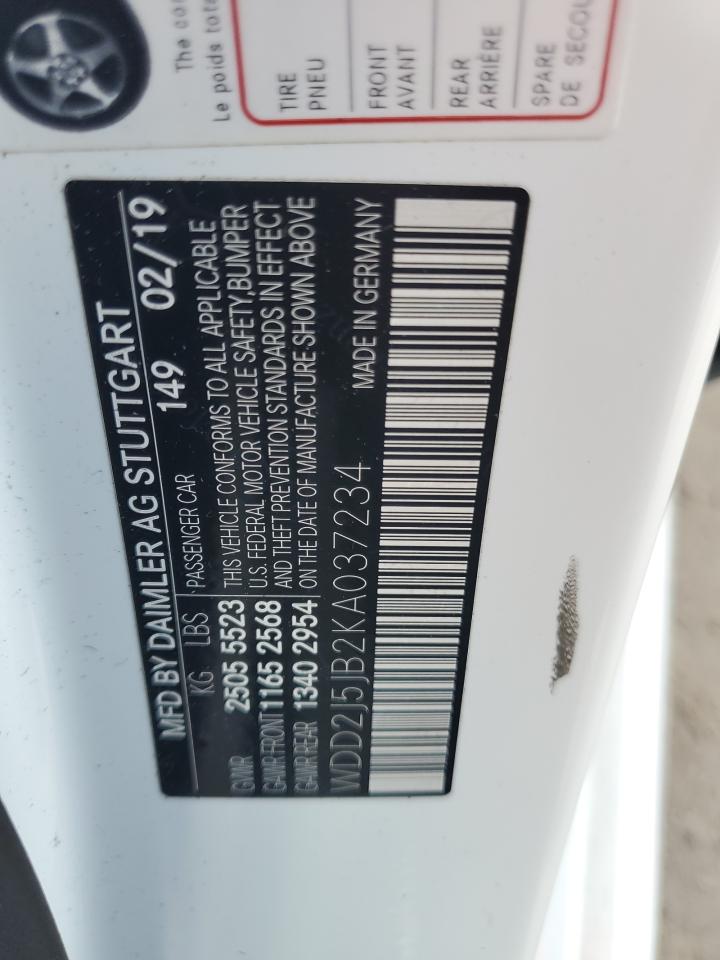 The
Le poids
TIRE
PNEU
FRONT
AVANT
REAR
ARRIÈRE
SPARE
DE
MFD BY DAIMLER AG STUTTGART
149 02/19
KG LBS PASSENGER CAR
GVWR 2505 5523
GAWR FRONT 1165 2568
GAWR REAR 1340 2954
THIS VEHICLE CONFORMS TO ALL APPLICABLE
U.S. FEDERAL MOTOR VEHICLE SAFETY, BUMPER
AND THEFT PREVENTION STANDARDS IN EFFECT
ON THE DATE OF MANUFACTURE SHOWN ABOVE
WDD2J5JB2KA037234
MADE IN GERMANY